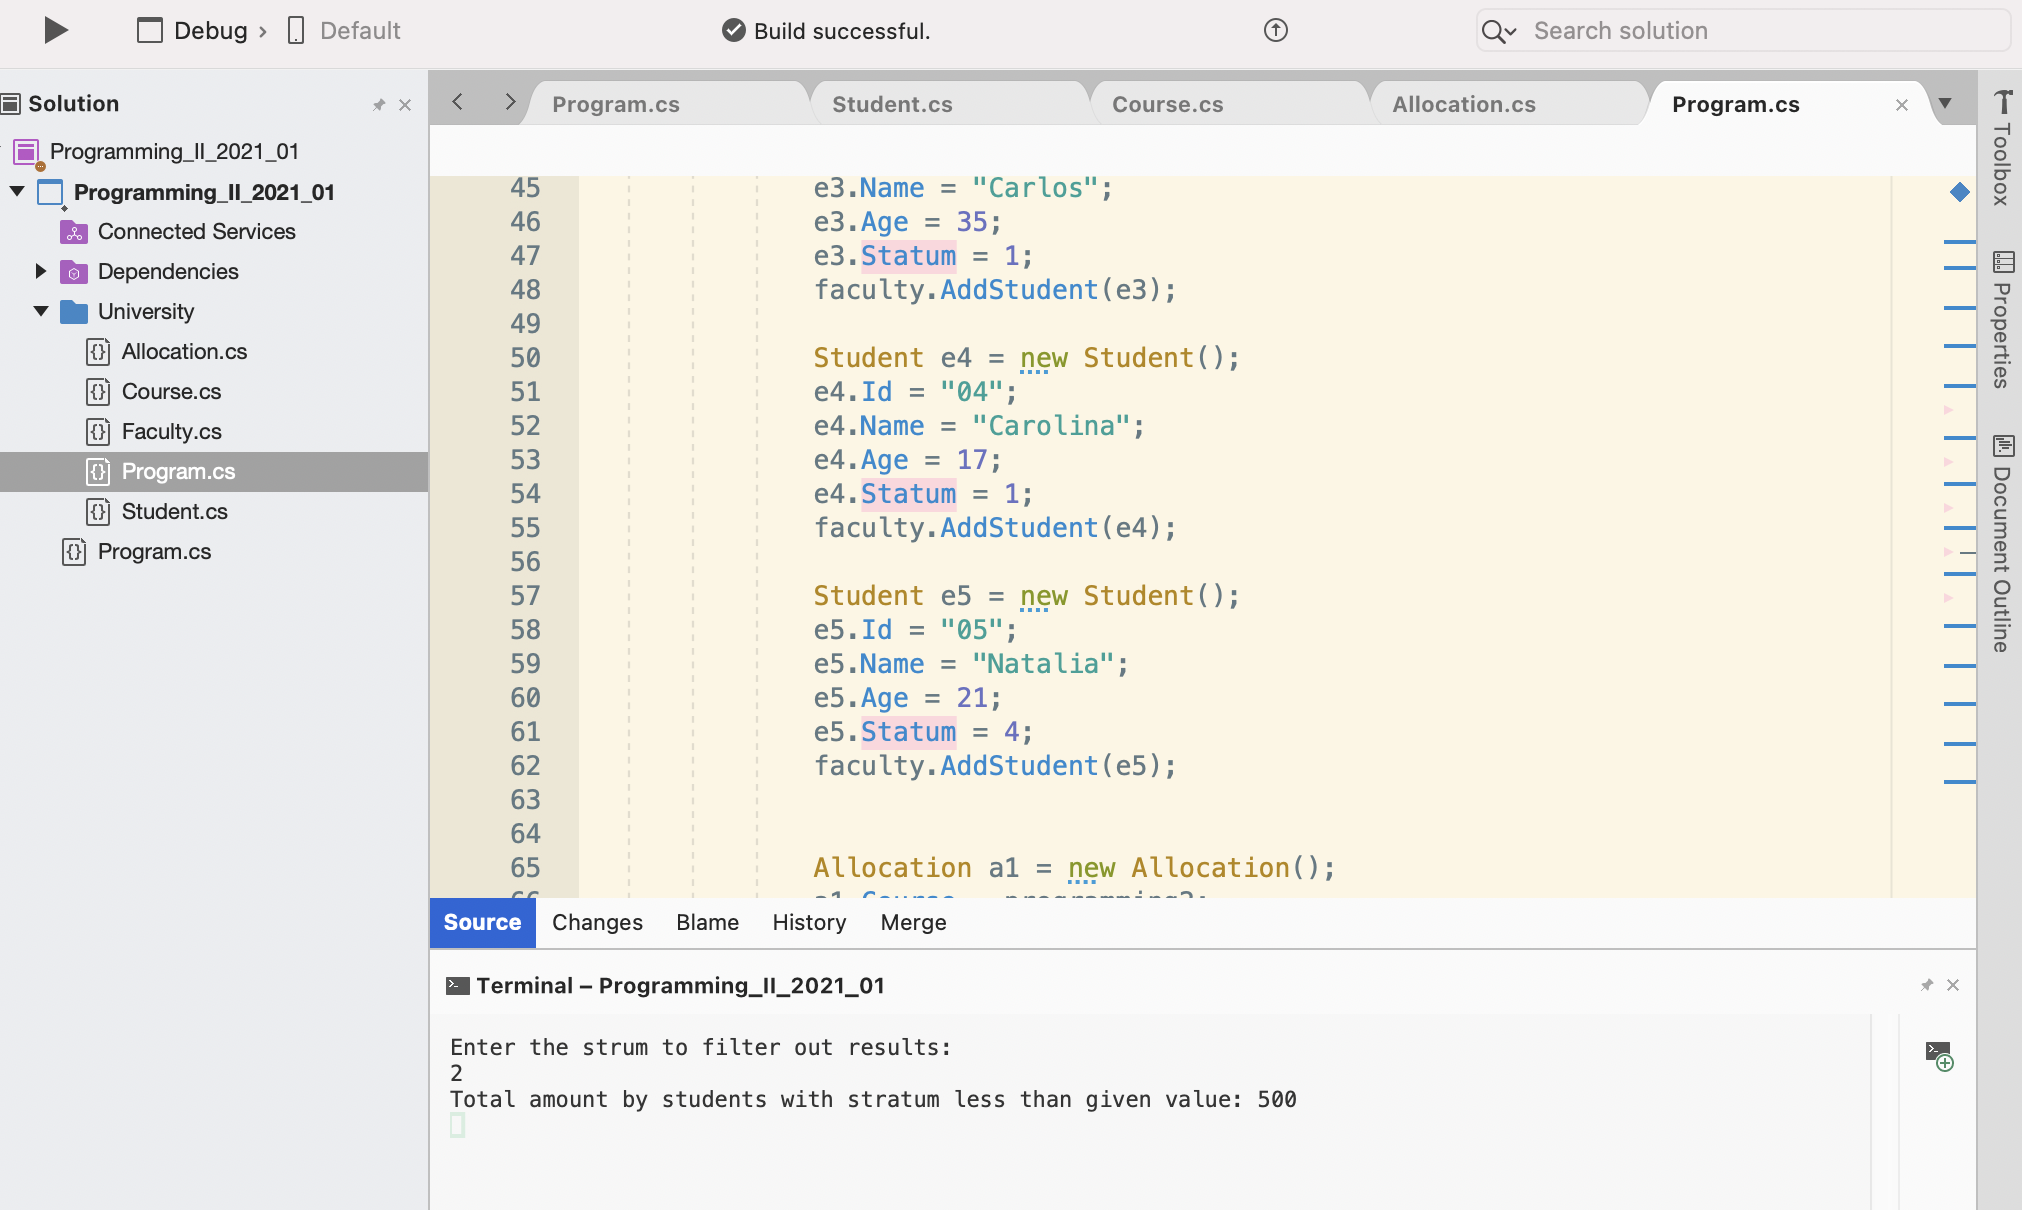 Debug › Default
Build successful.
Search solution
Solution
Programming_II_2021_01
Programming_II_2021_01
Connected Services
Dependencies
University
Allocation.cs
Course.cs
Faculty.cs
Program.cs
Student.cs
Program.cs
Program.cs
Student.cs
Course.cs
Allocation.cs
Program.cs
45 e3.Name = "Carlos";
46 e3.Age = 35;
47 e3.Statum = 1;
48 faculty.AddStudent(e3);
49
50 Student e4 = new Student();
51 e4.Id = "04";
52 e4.Name = "Carolina";
53 e4.Age = 17;
54 e4.Statum = 1;
55 faculty.AddStudent(e4);
56
57 Student e5 = new Student();
58 e5.Id = "05";
59 e5.Name = "Natalia";
60 e5.Age = 21;
61 e5.Statum = 4;
62 faculty.AddStudent(e5);
63
64
65 Allocation a1 = new Allocation();
Source Changes Blame History Merge
Terminal – Programming_II_2021_01
Enter the strum to filter out results:
2
Total amount by students with stratum less than given value: 500
Toolbox
Properties
Document Outline